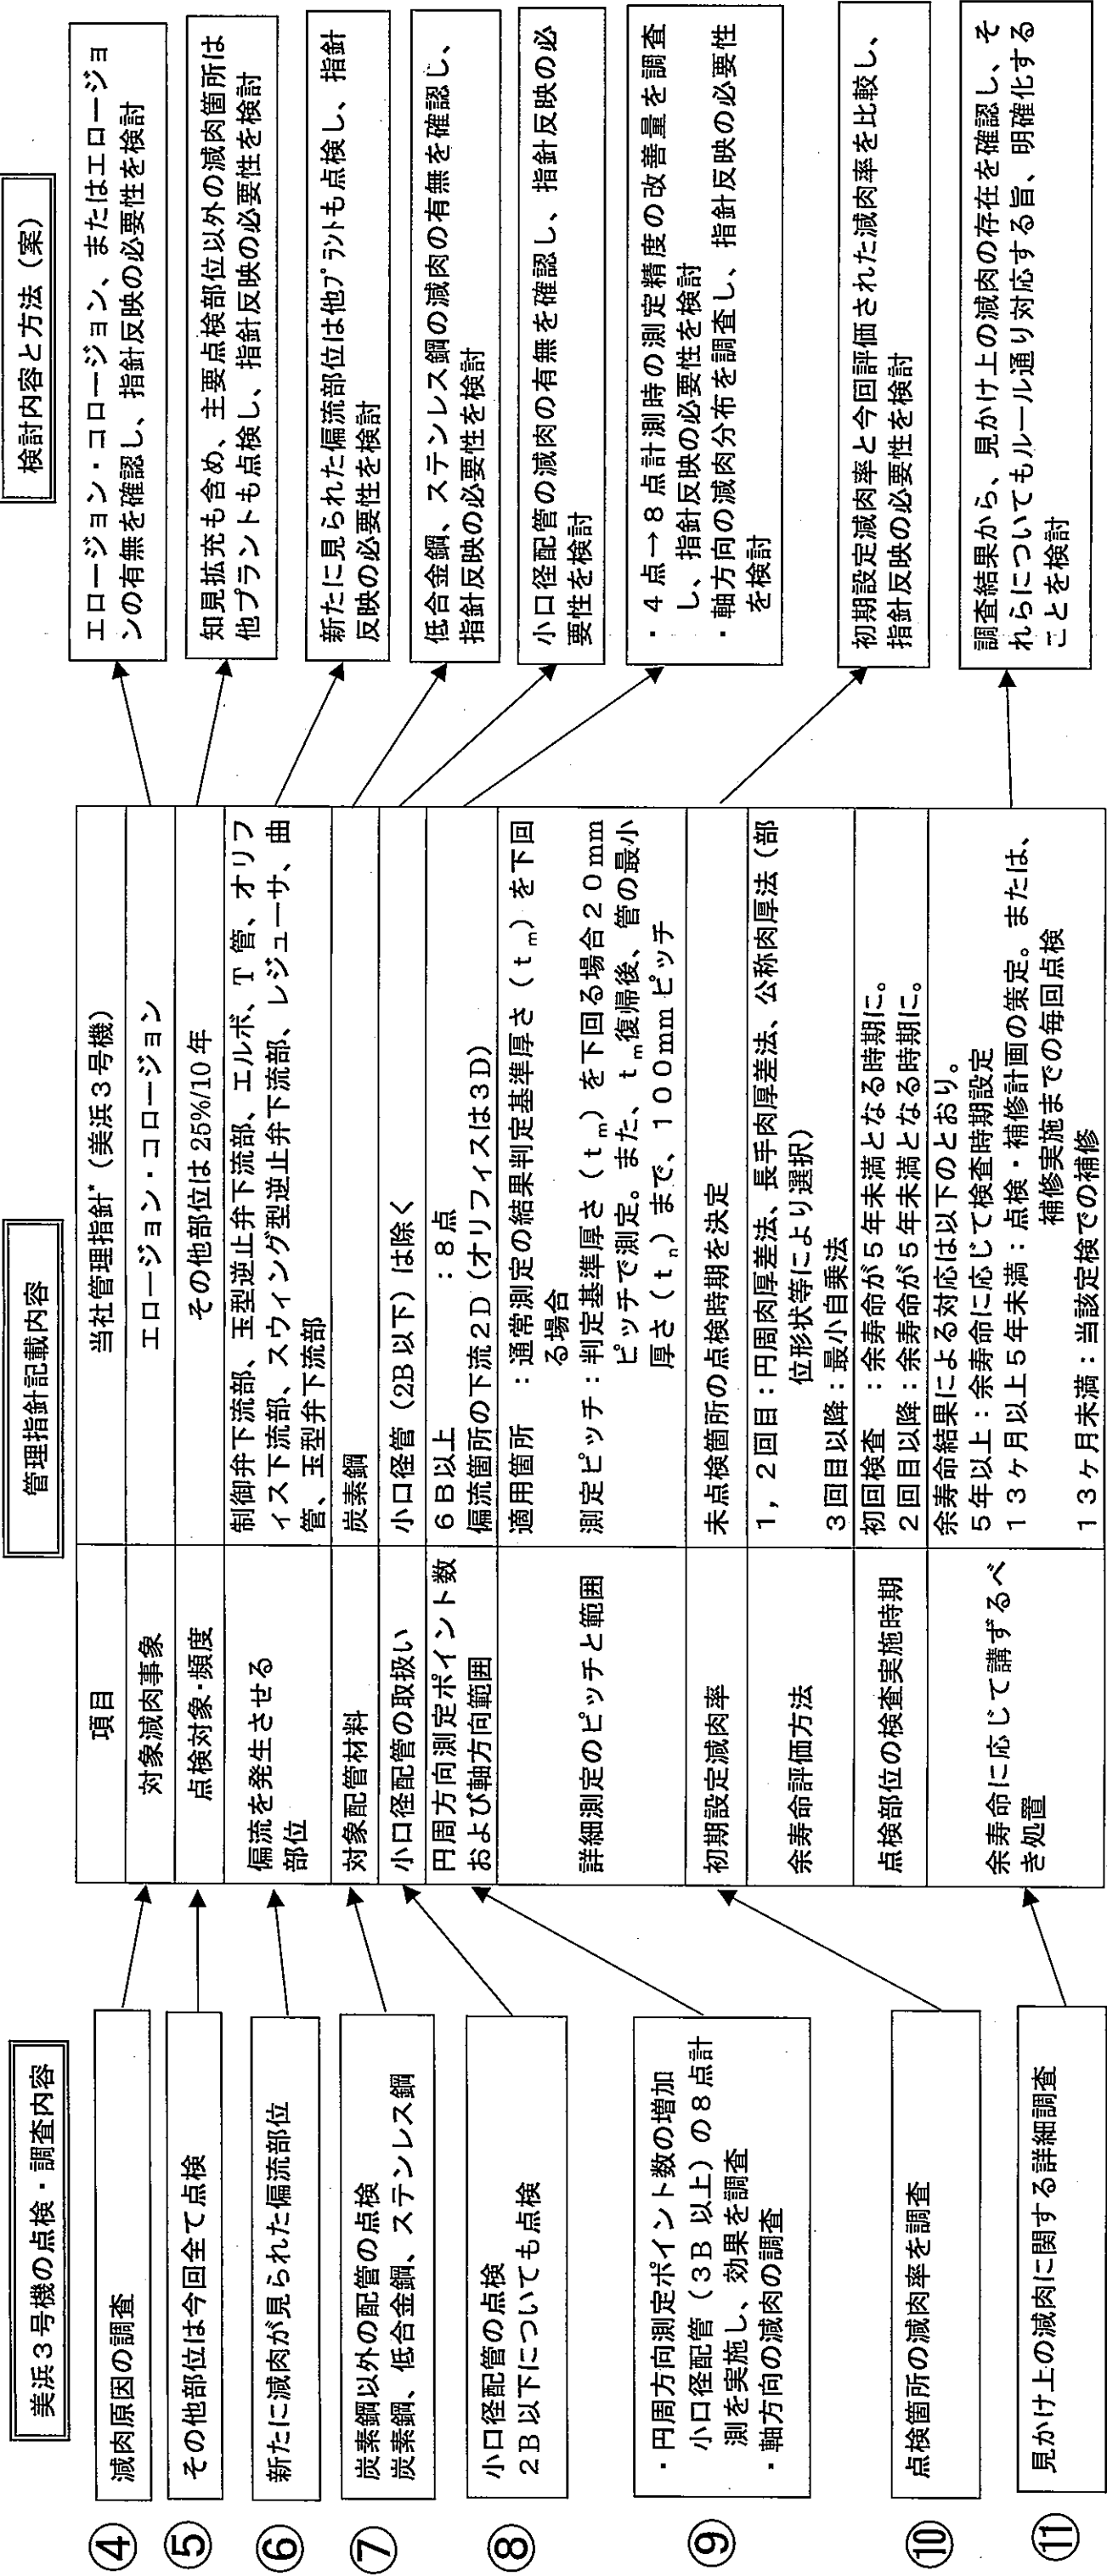 美浜３号機の点検・調査内容
④
減肉原因の調査
⑤
その他部位は今回全て点検
⑥
新たに減肉が見られた偏流部位
⑦
炭素鋼以外の配管の点検
炭素鋼、低合金鋼、ステンレス鋼
⑧
小口径配管の点検
２Ｂ以下についても点検
⑨
・円周方向測定ポイント数の増加
小口径配管（３Ｂ以上）の８点計
測を実施し、効果を調査
・軸方向の減肉の調査
⑩
点検箇所の減肉率を調査
⑪
見かけ上の減肉に関する詳細調査
管理指針記載内容
項目
当社管理指針*（美浜３号機）
対象減肉事象
エロージョン・コロージョン
点検対象・頻度
その他部位は 25%/10 年
偏流を発生させる
部位
制御弁下流部、玉型逆止弁下流部、エルボ、Ｔ管、オリフ
ィス下流部、スウィング型逆止弁下流部、レジューサ、曲
管、玉型弁下流部
対象配管材料
炭素鋼
小口径配管の取扱い
小口径管（2B 以下）は除く
円周方向測定ポイント数
および軸方向範囲
６Ｂ以上　：８点
偏流箇所の下流２Ｄ（オリフィスは３Ｄ）
詳細測定のピッチと範囲
適用箇所　：通常測定の結果判定基準厚さ（ｔm）を下回
る場合
測定ピッチ：判定基準厚さ（ｔm）を下回る場合２０mm
ピッチで測定。また、ｔm復帰後、管の最小
厚さ（ｔn）まで、１００mm ピッチ
初期設定減肉率
未点検箇所の点検時期を決定
余寿命評価方法
１，２回目：円周肉厚差法、長手肉厚差法、公称肉厚法（部
位形状等により選択）
３回目以降：最小自乗法
点検部位の検査実施時期
初回検査　：余寿命が５年未満となる時期に。
２回目以降：余寿命が５年未満となる時期に。
余寿命に応じて講ずるべ
き処置
余寿命結果による対応は以下のとおり。
５年以上：余寿命に応じて検査時期設定
１３ヶ月以上５年未満：点検・補修計画の策定。または、
補修実施までの毎回点検
１３ヶ月未満：当該定検での補修
検討内容と方法（案）
エロージョン・コロージョン、またはエロージョ
ンの有無を確認し、指針反映の必要性を検討
知見拡充も含め、主要点検部位以外の減肉箇所は
他プラントも点検し、指針反映の必要性を検討
新たに見られた偏流部位は他ﾌﾟﾗﾝﾄも点検し、指針
反映の必要性を検討
低合金鋼、ステンレス鋼の減肉の有無を確認し、
指針反映の必要性を検討
小口径配管の減肉の有無を確認し、指針反映の必
要性を検討
・４点→８点計測時の測定精度の改善量を調査
し、指針反映の必要性を検討
・軸方向の減肉分布を調査し、指針反映の必要性
を検討
初期設定減肉率と今回評価された減肉率を比較し、
指針反映の必要性を検討
調査結果から、見かけ上の減肉の存在を確認し、そ
れらについてもルール通り対応する旨、明確化する
ことを検討